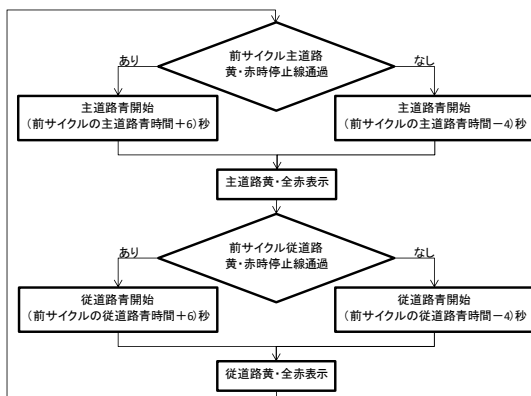 前サイクル主道路
黄・赤時停止線通過
あり
なし
主道路青開始
(前サイクルの主道路青時間+6)秒
主道路青開始
(前サイクルの主道路青時間-4)秒
主道路黄・全赤表示
前サイクル従道路
黄・赤時停止線通過
あり
なし
従道路青開始
(前サイクルの従道路青時間+6)秒
従道路青開始
(前サイクルの従道路青時間-4)秒
従道路黄・全赤表示